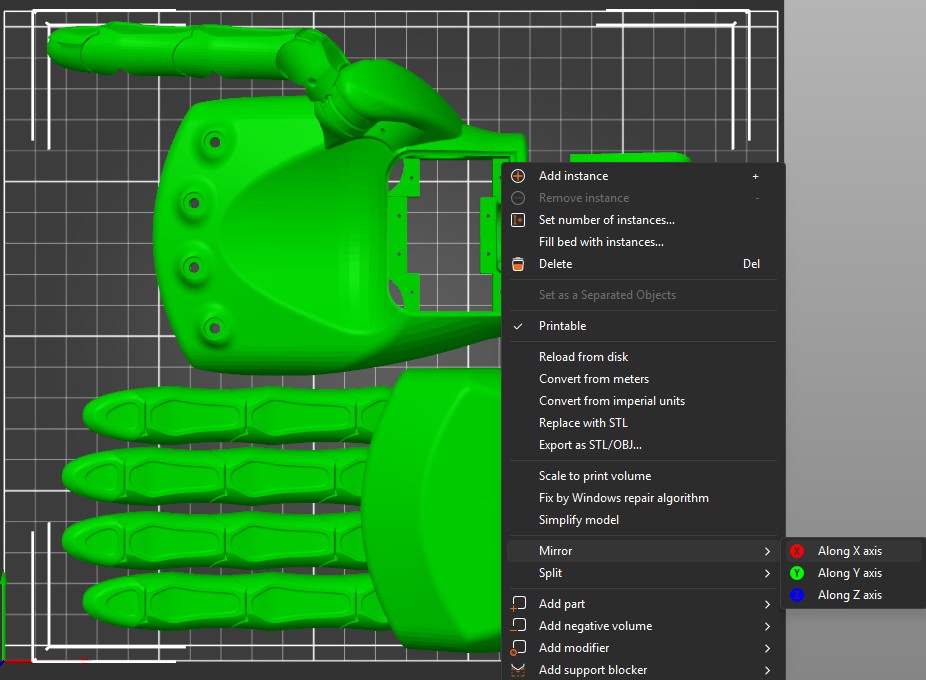 Add instance +
Remove instance -
Set number of instances...
Fill bed with instances...
Delete Del
Set as a Separated Objects
Printable
Reload from disk
Convert from meters
Convert from imperial units
Replace with STL
Export as STL/OBJ...
Scale to print volume
Fix by Windows repair algorithm
Simplify model
Mirror
X Along X axis
Y Along Y axis
Z Along Z axis
Split
Add part
Add negative volume
Add modifier
Add support blocker